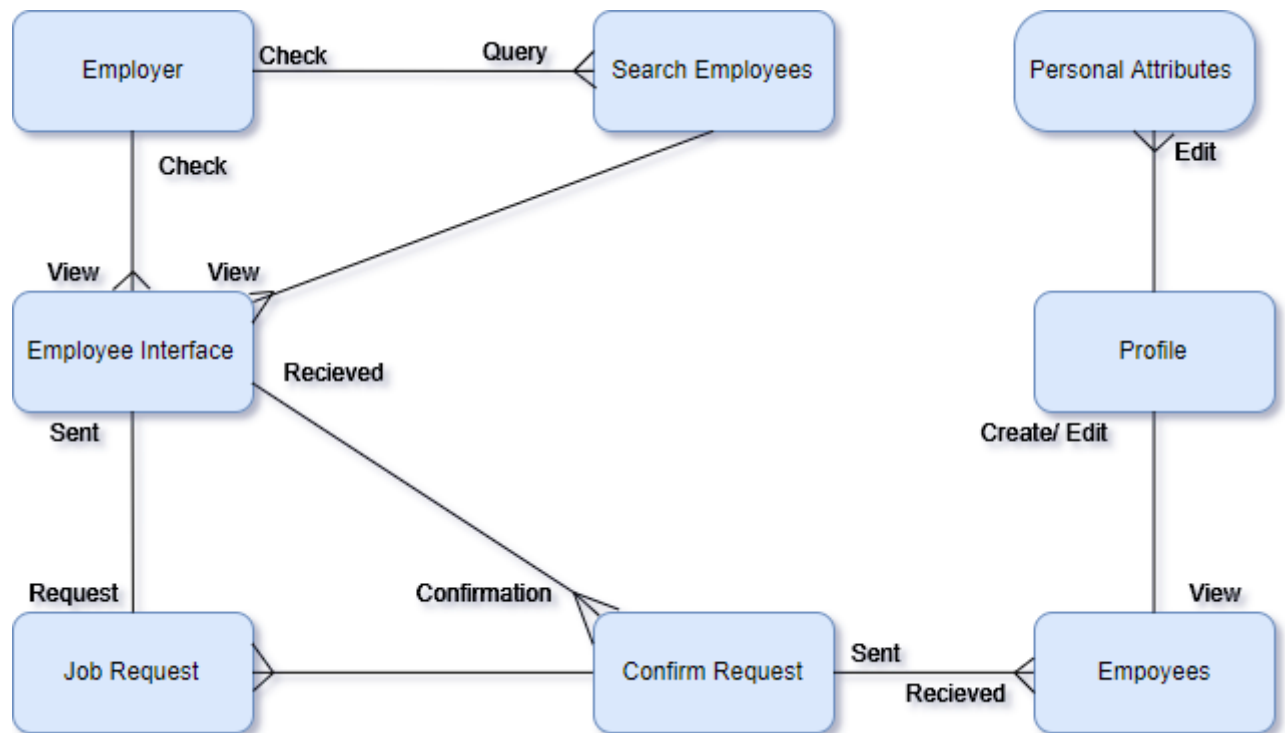 Employer
Check
Query
Search Employees
Personal Attributes
Check
Edit
View
View
Employee Interface
Recieved
Profile
Sent
Create/ Edit
Request
Confirmation
View
Job Request
Confirm Request
Sent
Recieved
Empoyees